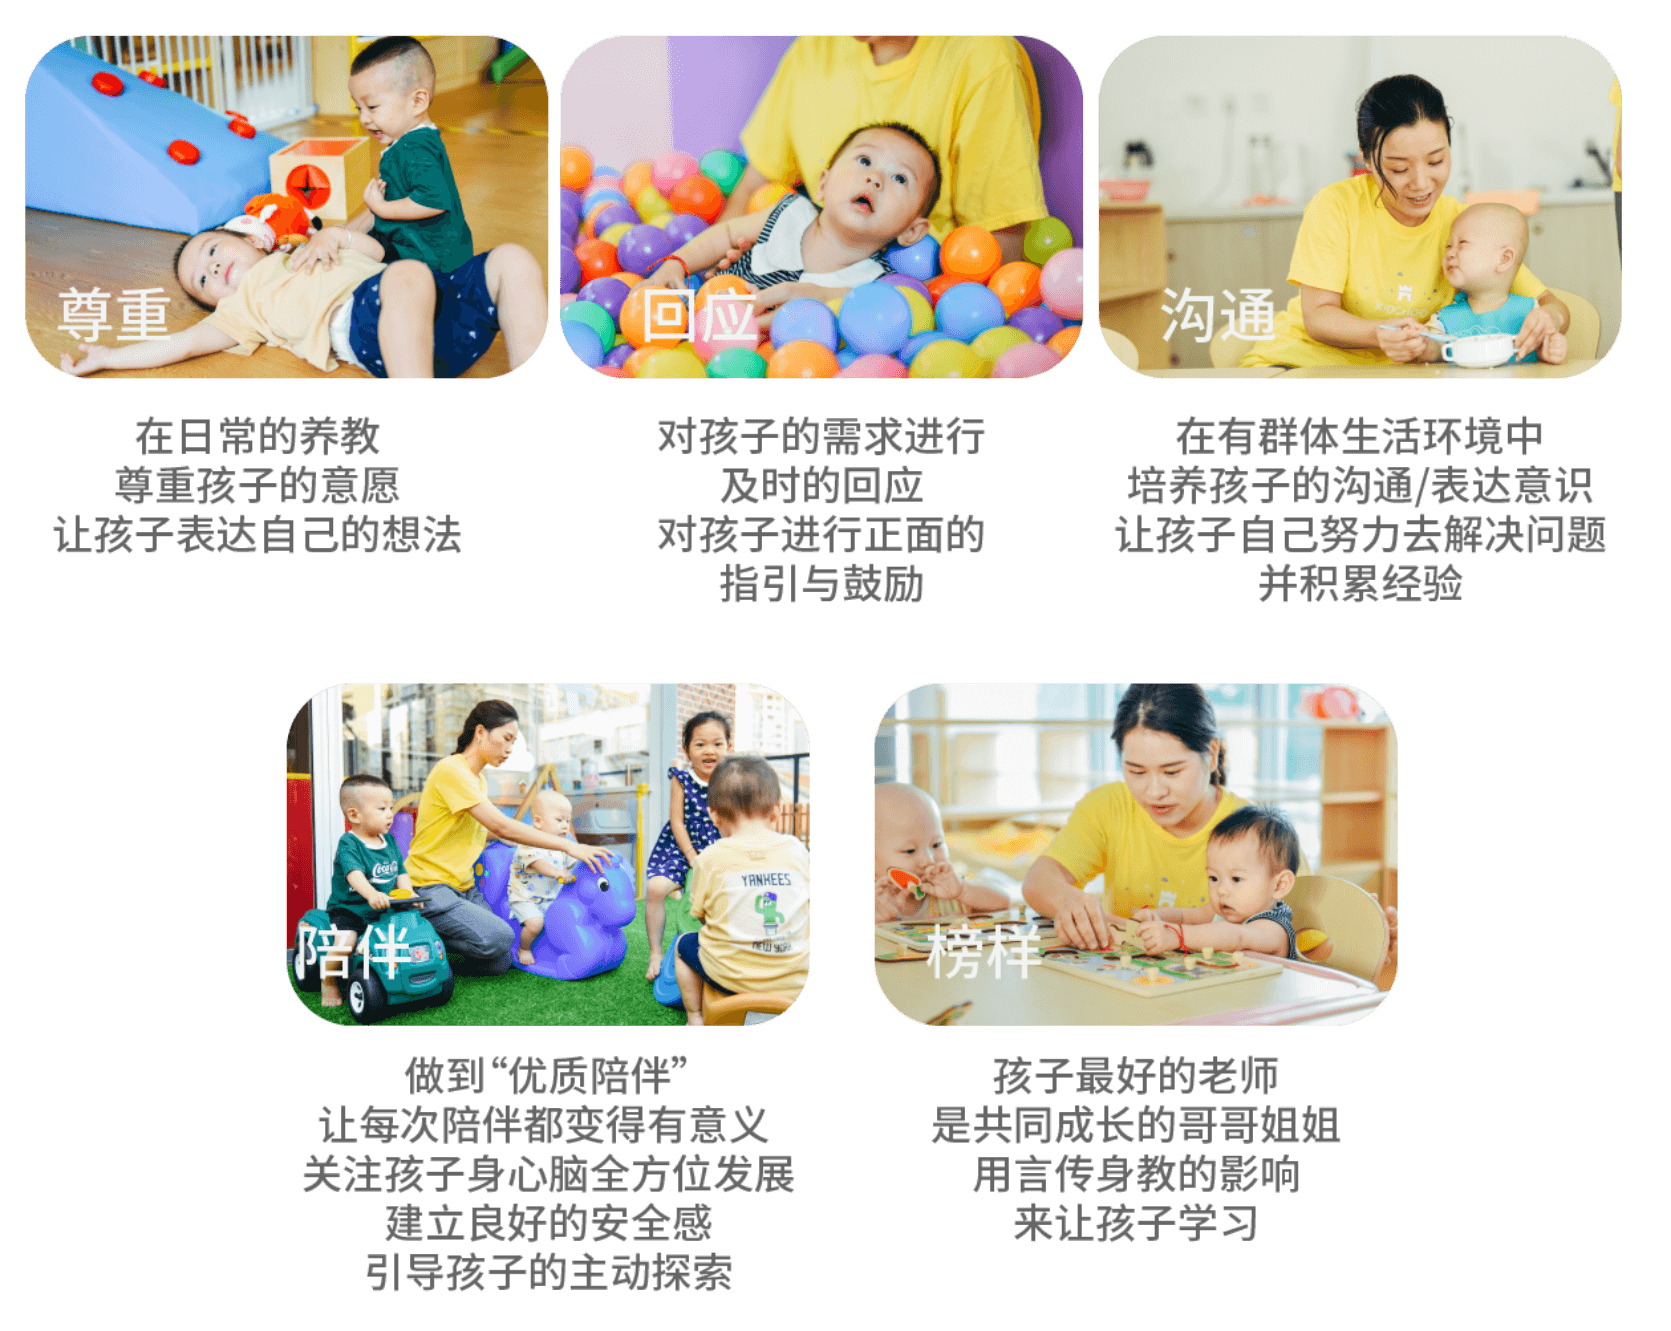 尊重
在日常的养教
尊重孩子的意愿
让孩子表达自己的想法
回应
对孩子的需求进行
及时的回应
对孩子进行正面的
指引与鼓励
沟通
在有群体生活环境中
培养孩子的沟通/表达意识
让孩子自己努力去解决问题
并积累经验
陪伴
YANKEES
NEW YORK
做到“优质陪伴”
让每次陪伴都变得有意义
关注孩子身心脑全方位发展
建立良好的安全感
引导孩子的主动探索
榜样
孩子最好的老师
是共同成长的哥哥姐姐
用言传身教的影响
来让孩子学习